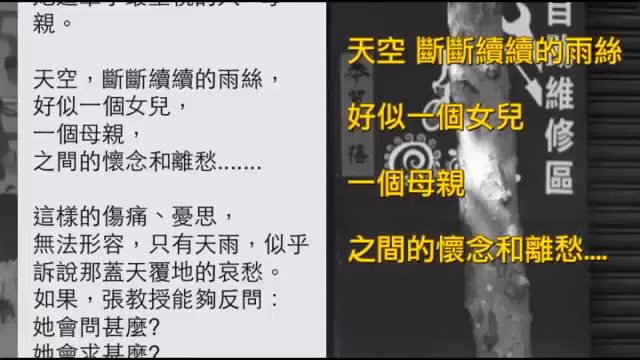 親。
天空，斷斷續續的雨絲，
好似一個女兒，
一個母親，
之間的懷念和離愁.......
這樣的傷痛、憂思，
無法形容，只有天雨，似乎
訴說那蓋天覆地的哀愁。
如果，張教授能夠反問：
她會問甚麼?
她會求甚麼?
天空 斷斷續續的雨絲
好似一個女兒
一個母親
之間的懷念和離愁....
維修區